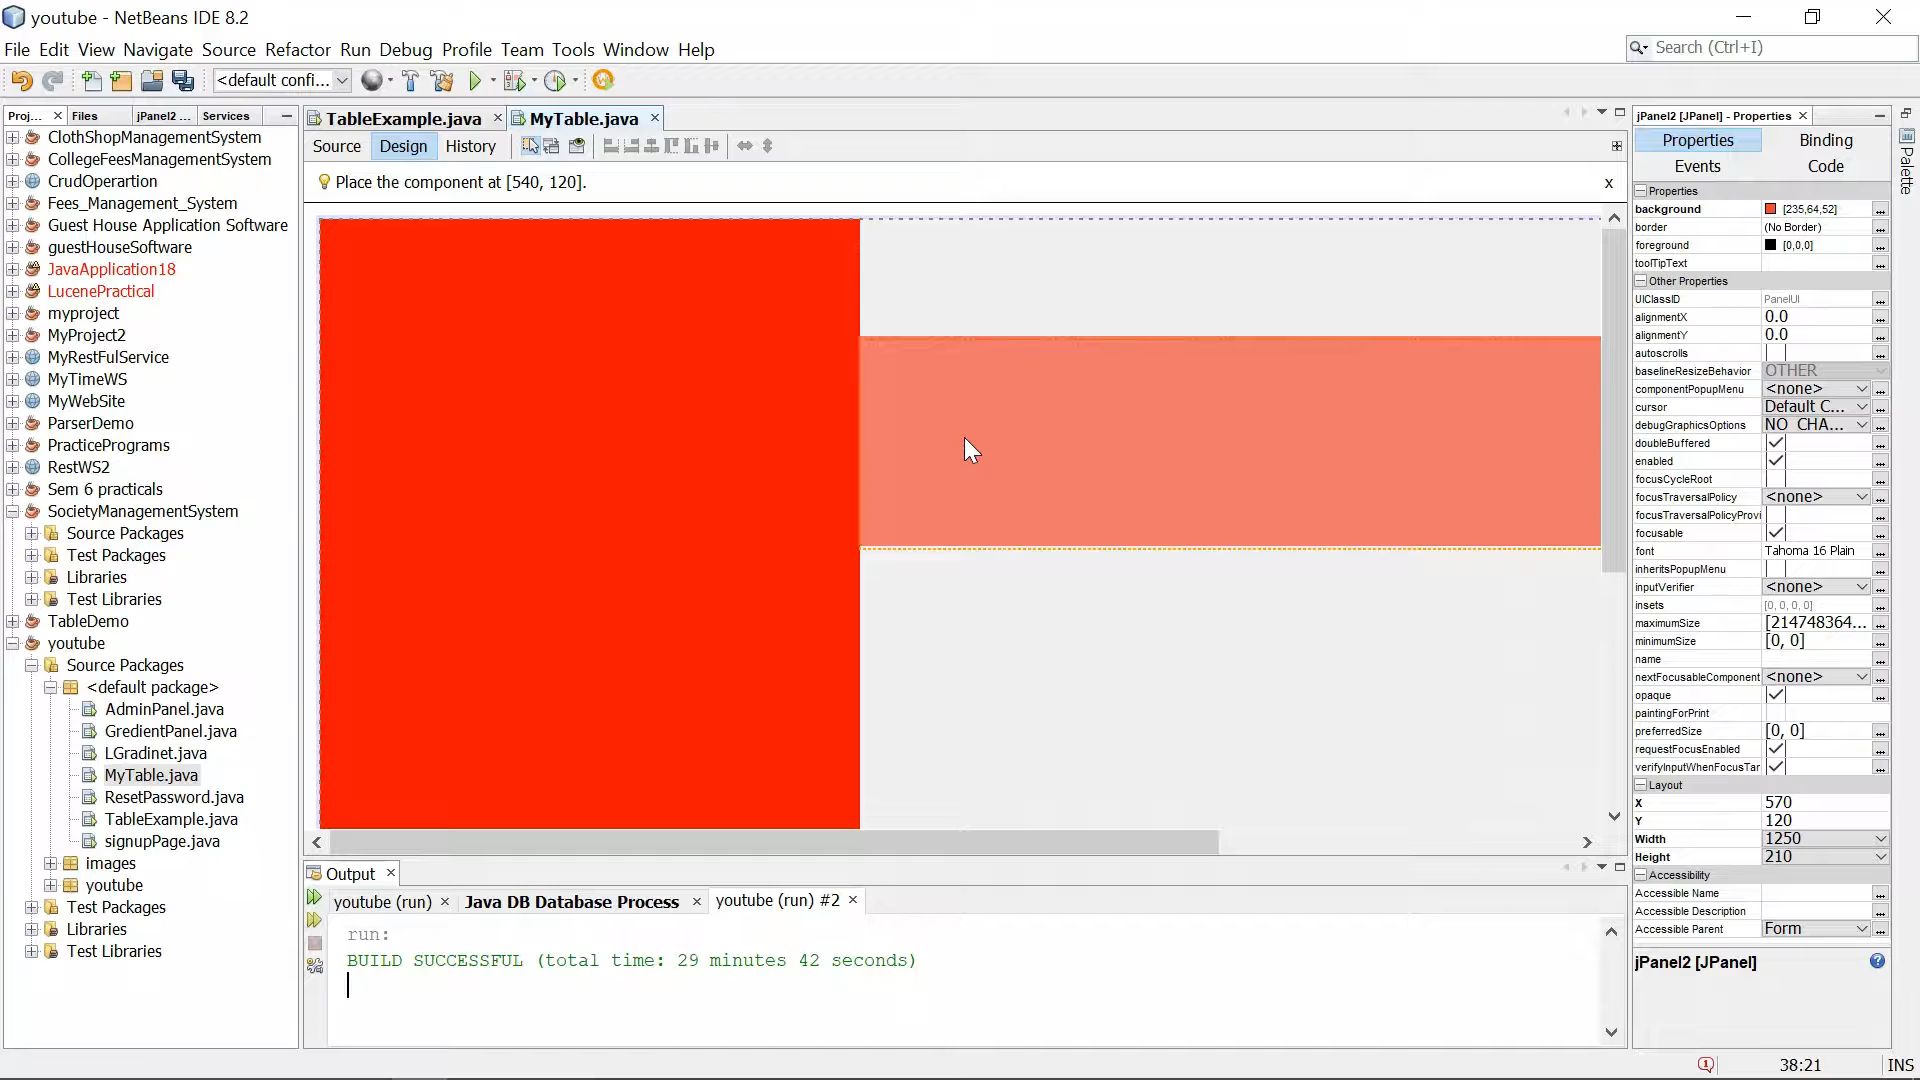 youtube - NetBeans IDE 8.2
File Edit View Navigate Source Refactor Run Debug Profile Team Tools Window Help
Search (Ctrl+I)
<default confi...
Proj... Files jPanel2 ... Services
ClothShopManagementSystem
CollegeFeesManagementSystem
CrudOperartion
Fees_Management_System
Guest House Application Software
guestHouseSoftware
JavaApplication18
LucenePractical
myproject
MyProject2
MyRestFulService
MyTimeWS
MyWebSite
ParserDemo
PracticePrograms
RestWS2
Sem 6 practicals
SocietyManagementSystem
Source Packages
Test Packages
Libraries
Test Libraries
TableDemo
youtube
Source Packages
<default package>
AdminPanel.java
GredientPanel.java
LGradinet.java
MyTable.java
ResetPassword.java
TableExample.java
signupPage.java
images
youtube
Test Packages
Libraries
Test Libraries
TableExample.java MyTable.java
Source Design History
Place the component at [540, 120].
x
Output
youtube (run) Java DB Database Process youtube (run) #2
run:
BUILD SUCCESSFUL (total time: 29 minutes 42 seconds)
jPanel2 [JPanel] - Properties
Properties Binding
Events Code
Properties
background [235,64,52] ...
border (No Border) ...
foreground [0,0,0] ...
toolTipText ...
Other Properties
UIClassID PanelUI ...
alignmentX 0.0 ...
alignmentY 0.0 ...
autoscrolls ...
baselineResizeBehavior OTHER
componentPopupMenu <none> ...
cursor Default C... ...
debugGraphicsOptions NO_CHA... ...
doubleBuffered ...
enabled ...
focusCycleRoot ...
focusTraversalPolicy <none> ...
focusTraversalPolicyProvi ...
focusable ...
font Tahoma 16 Plain ...
inheritsPopupMenu ...
inputVerifier <none> ...
insets [0, 0, 0, 0] ...
maximumSize [214748364... ...
minimumSize [0, 0] ...
name ...
nextFocusableComponent <none> ...
opaque ...
paintingForPrint ...
preferredSize [0, 0] ...
requestFocusEnabled ...
verifyInputWhenFocusTar ...
Layout
X 570
Y 120
Width 1250
Height 210
Accessibility
Accessible Name ...
Accessible Description ...
Accessible Parent Form ...
jPanel2 [JPanel]
Palette
1 38:21 INS